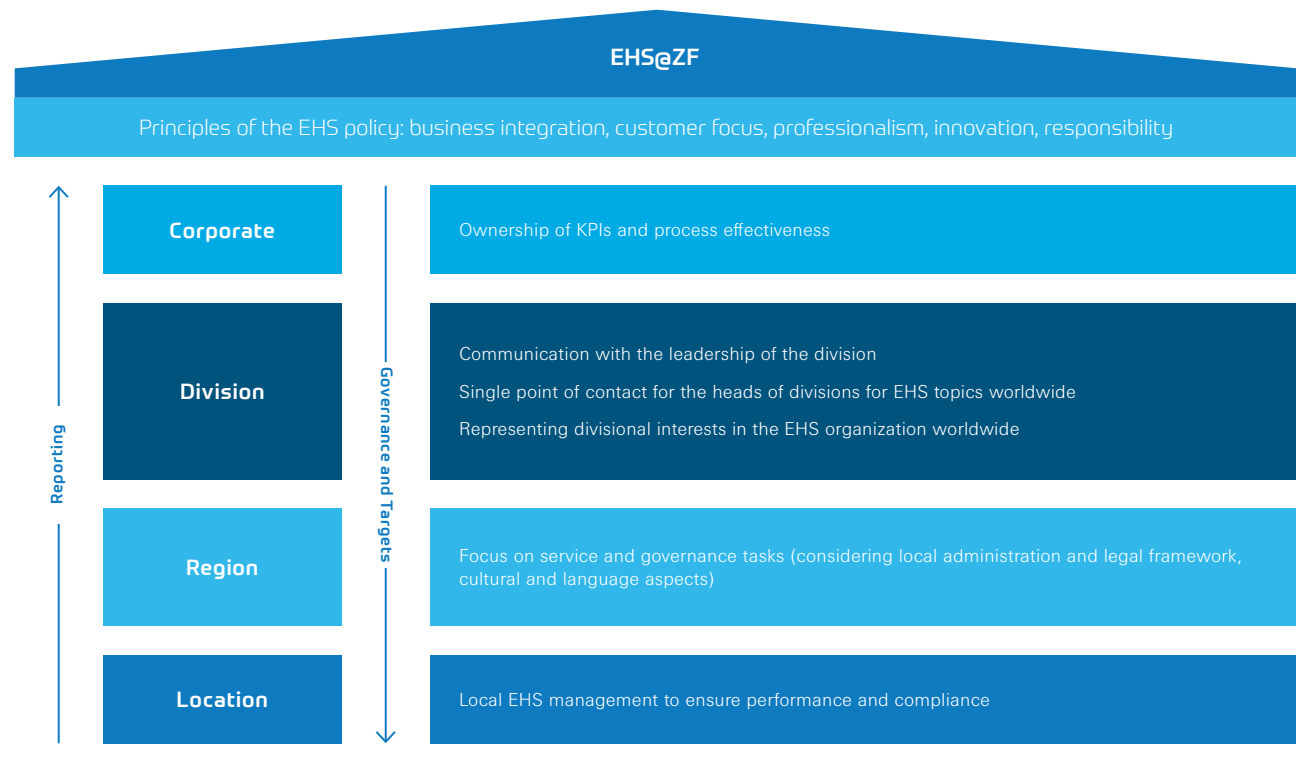 EHS@ZF
Principles of the EHS policy: business integration, customer focus, professionalism, innovation, responsibility
Reporting
Governance and Targets
Corporate
Ownership of KPIs and process effectiveness
Division
Communication with the leadership of the division
Single point of contact for the heads of divisions for EHS topics worldwide
Representing divisional interests in the EHS organization worldwide
Region
Focus on service and governance tasks (considering local administration and legal framework,
cultural and language aspects)
Location
Local EHS management to ensure performance and compliance